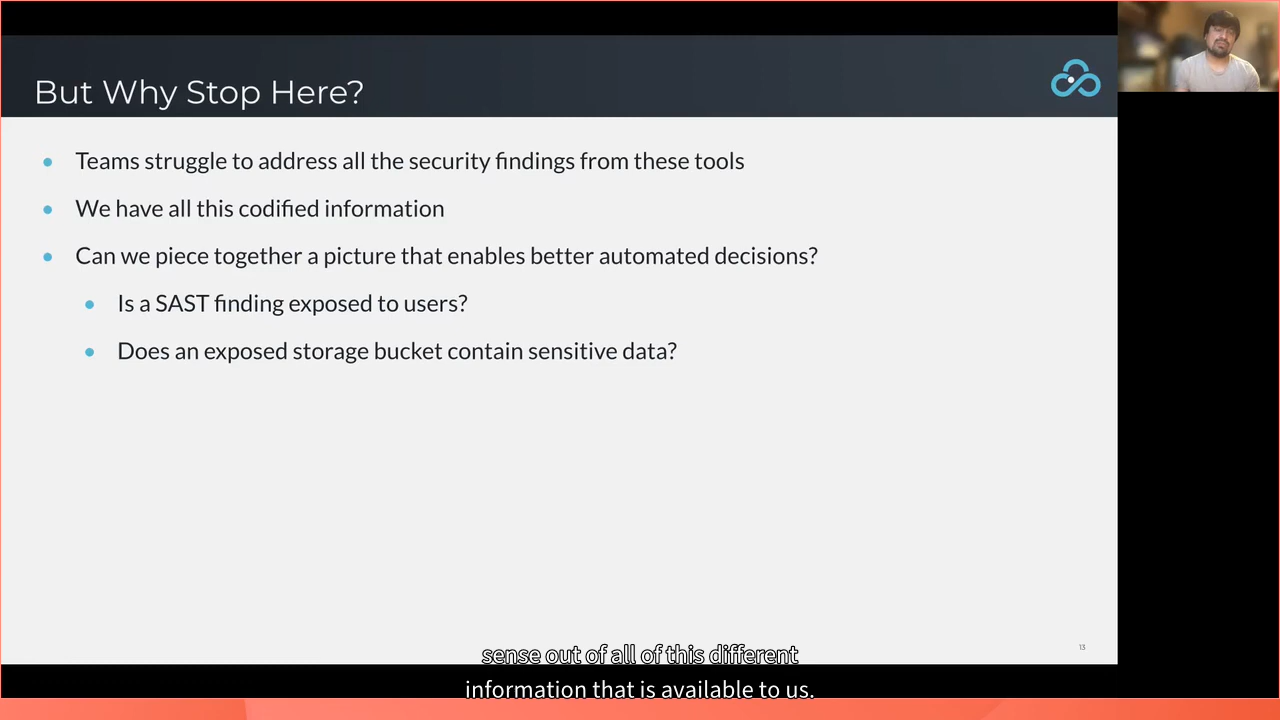 But Why Stop Here?
Teams struggle to address all the security findings from these tools
We have all this codified information
Can we piece together a picture that enables better automated decisions?
Is a SAST finding exposed to users?
Does an exposed storage bucket contain sensitive data?
13
sense out of all of this different
information that is available to us.